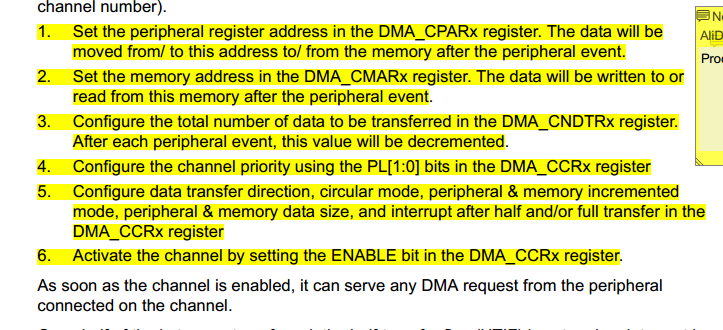 channel number).
1. Set the peripheral register address in the DMA_CPARx register. The data will be
moved from/ to this address to/ from the memory after the peripheral event.
2. Set the memory address in the DMA_CMARx register. The data will be written to or
read from this memory after the peripheral event.
3. Configure the total number of data to be transferred in the DMA_CNDTRx register.
After each peripheral event, this value will be decremented.
4. Configure the channel priority using the PL[1:0] bits in the DMA_CCRx register
5. Configure data transfer direction, circular mode, peripheral & memory incremented
mode, peripheral & memory data size, and interrupt after half and/or full transfer in the
DMA_CCRx register
6. Activate the channel by setting the ENABLE bit in the DMA_CCRx register.
As soon as the channel is enabled, it can serve any DMA request from the peripheral
connected on the channel.